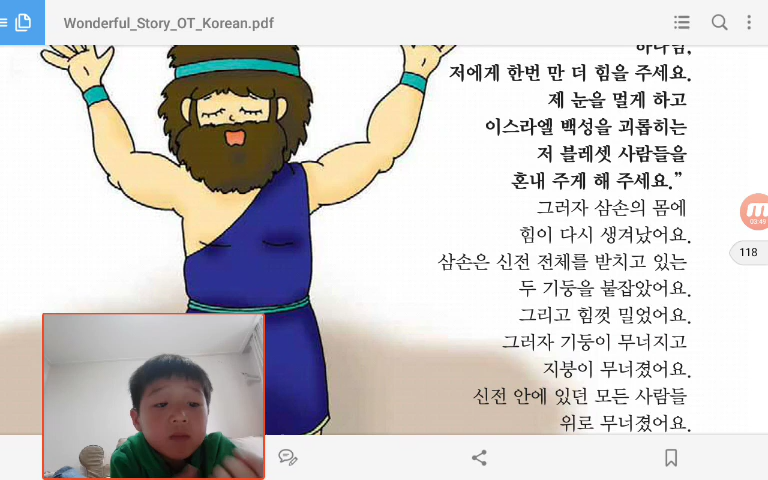 Wonderful_Story_OT_Korean.pdf
하나님,
저에게 한번 만 더 힘을 주세요.
제 눈을 멀게 하고
이스라엘 백성을 괴롭히는
저 블레셋 사람들을
혼내 주게 해 주세요.”
그러자 삼손의 몸에
힘이 다시 생겨났어요.
삼손은 신전 전체를 받치고 있는
두 기둥을 붙잡았어요.
그리고 힘껏 밀었어요.
그러자 기둥이 무너지고
지붕이 무너졌어요.
신전 안에 있던 모든 사람들
위로 무너졌어요.
00:49
118